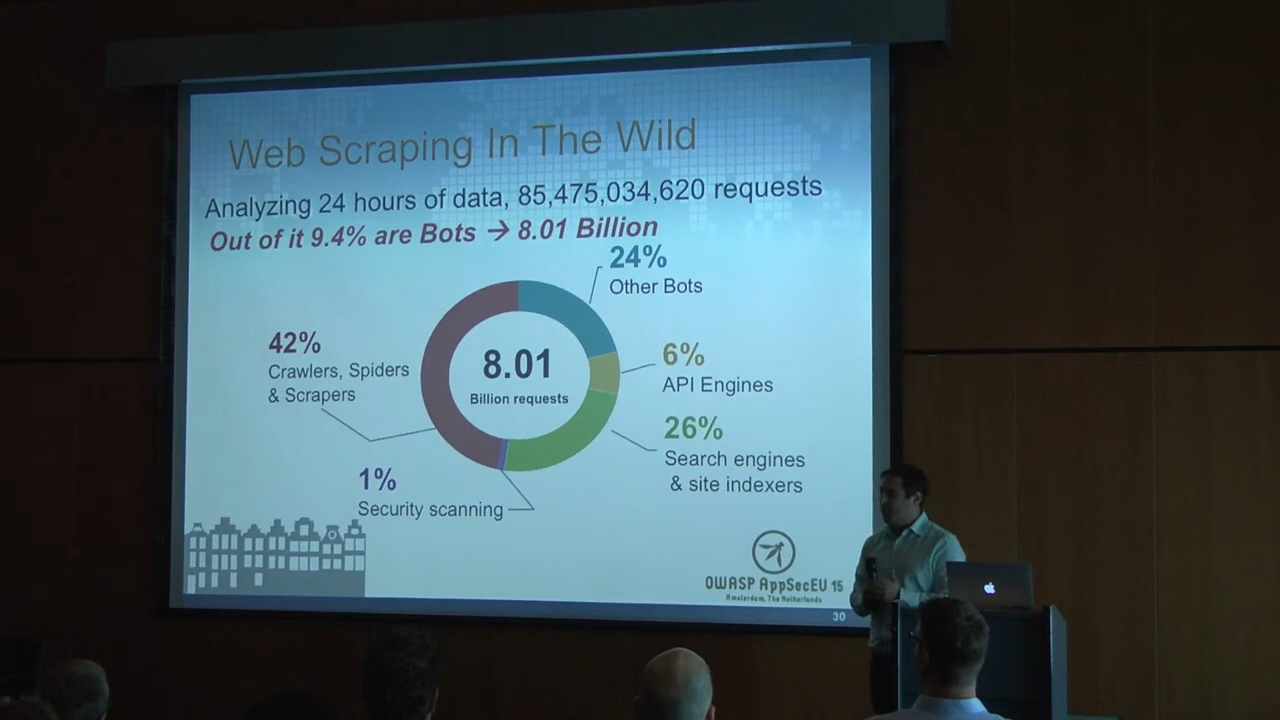 Web Scraping In The Wild
Analyzing 24 hours of data, 85,475,034,620 requests
Out of it 9.4% are Bots → 8.01 Billion
24%
Other Bots
42%
Crawlers, Spiders
& Scrapers
8.01
Billion requests
6%
API Engines
26%
Search engines
& site indexers
1%
Security scanning
OWASP AppSecEU 15
Amsterdam, The Netherlands
30